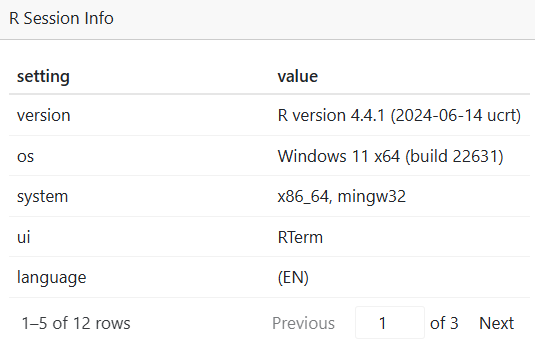 R Session Info
setting value
version R version 4.4.1 (2024-06-14 ucrt)
os Windows 11 x64 (build 22631)
system x86_64, mingw32
ui RTerm
language (EN)
1–5 of 12 rows Previous 1 of 3 Next